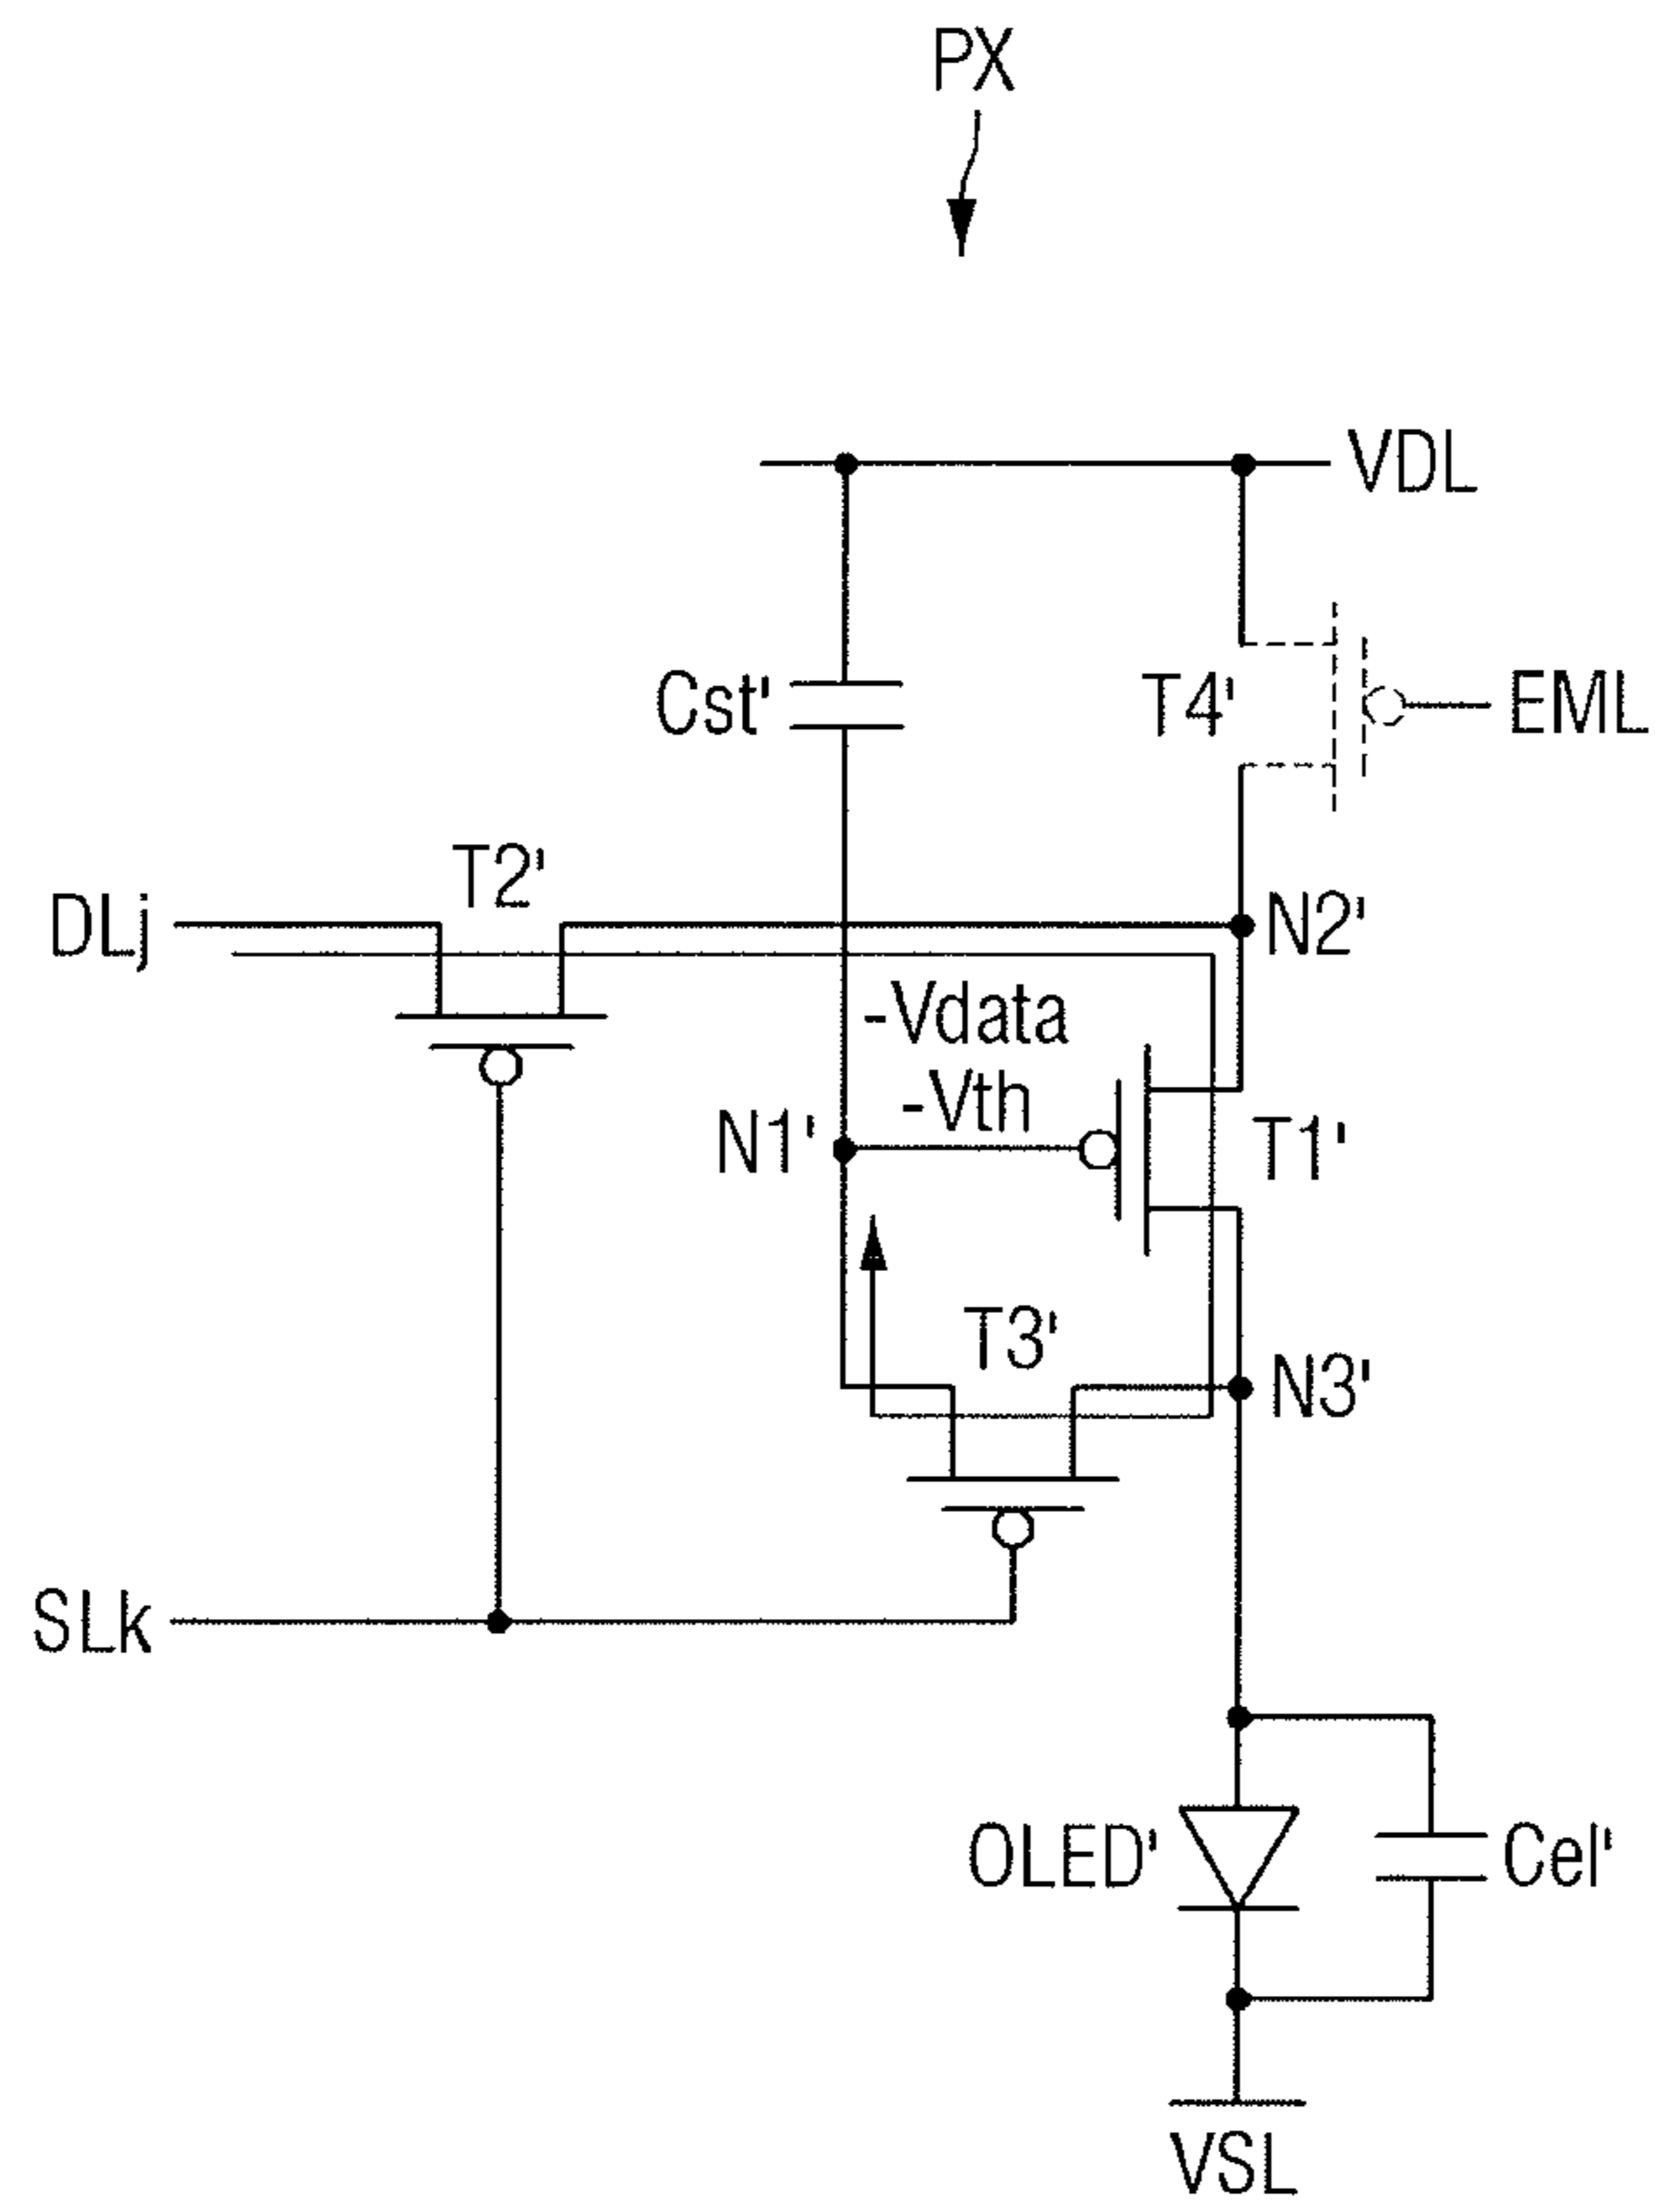 PX
VDL
Cst'
T4'
EML
T2'
DLj
N2'
-Vdata
-Vth
N1'
T1'
T3'
N3'
SLk
OLED'
Cel'
VSL